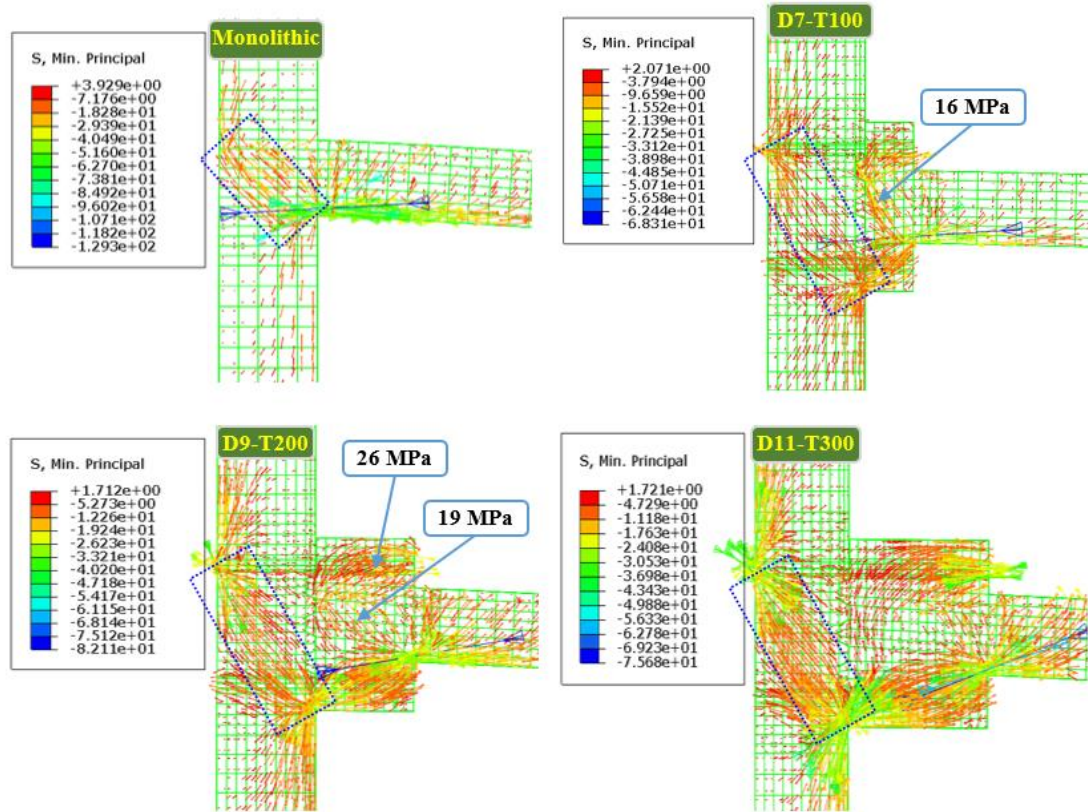 Monolithic
S, Min. Principal
+3.929e+00
-7.176e+00
-1.828e+01
-2.939e+01
-4.049e+01
-5.160e+01
-6.270e+01
-7.381e+01
-8.492e+01
-9.602e+01
-1.071e+02
-1.182e+02
-1.293e+02
D7-T100
S, Min. Principal
+2.071e+00
-3.794e+00
-9.659e+00
-1.552e+01
-2.139e+01
-2.725e+01
-3.312e+01
-3.898e+01
-4.485e+01
-5.071e+01
-5.658e+01
-6.244e+01
-6.831e+01
16 MPa
D9-T200
S, Min. Principal
+1.712e+00
-5.273e+00
-1.226e+01
-1.924e+01
-2.623e+01
-3.321e+01
-4.020e+01
-4.718e+01
-5.417e+01
-6.115e+01
-6.814e+01
-7.512e+01
-8.211e+01
26 MPa
19 MPa
D11-T300
S, Min. Principal
+1.721e+00
-4.729e+00
-1.118e+01
-1.763e+01
-2.408e+01
-3.053e+01
-3.698e+01
-4.343e+01
-4.988e+01
-5.633e+01
-6.278e+01
-6.923e+01
-7.568e+01